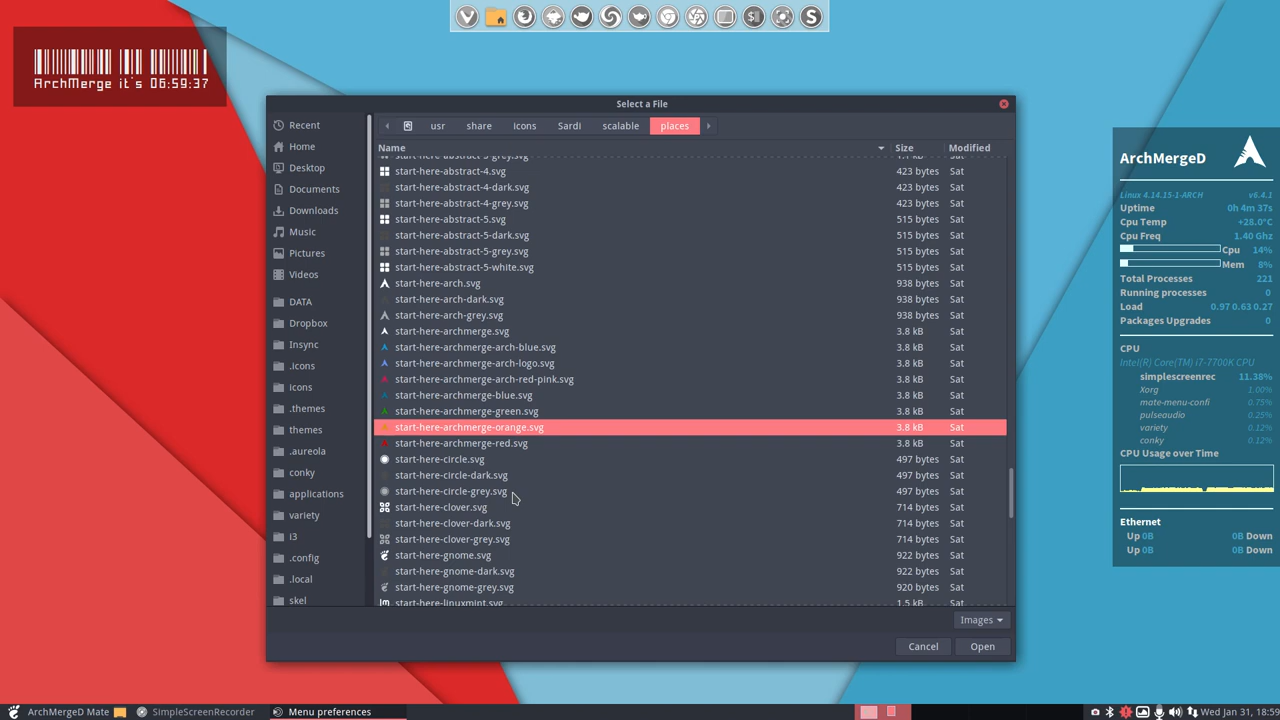 ArchMerge it's 06:59:37
Select a File
Recent
Home
Desktop
Documents
Downloads
Music
Pictures
Videos
DATA
Dropbox
Insync
.icons
icons
.themes
themes
.aureola
conky
applications
variety
i3
.config
.local
skel
usr share icons Sardi scalable places
Name Size Modified
start-here-abstract-3-grey.svg 1.7 kB Sat
start-here-abstract-4.svg 423 bytes Sat
start-here-abstract-4-dark.svg 423 bytes Sat
start-here-abstract-4-grey.svg 423 bytes Sat
start-here-abstract-5.svg 515 bytes Sat
start-here-abstract-5-dark.svg 515 bytes Sat
start-here-abstract-5-grey.svg 515 bytes Sat
start-here-abstract-5-white.svg 515 bytes Sat
start-here-arch.svg 938 bytes Sat
start-here-arch-dark.svg 938 bytes Sat
start-here-arch-grey.svg 938 bytes Sat
start-here-archmerge.svg 3.8 kB Sat
start-here-archmerge-arch-blue.svg 3.8 kB Sat
start-here-archmerge-arch-logo.svg 3.8 kB Sat
start-here-archmerge-arch-red-pink.svg 3.8 kB Sat
start-here-archmerge-blue.svg 3.8 kB Sat
start-here-archmerge-green.svg 3.8 kB Sat
start-here-archmerge-orange.svg 3.8 kB Sat
start-here-archmerge-red.svg 3.8 kB Sat
start-here-circle.svg 497 bytes Sat
start-here-circle-dark.svg 497 bytes Sat
start-here-circle-grey.svg 497 bytes Sat
start-here-clover.svg 714 bytes Sat
start-here-clover-dark.svg 714 bytes Sat
start-here-clover-grey.svg 714 bytes Sat
start-here-gnome.svg 922 bytes Sat
start-here-gnome-dark.svg 922 bytes Sat
start-here-gnome-grey.svg 920 bytes Sat
start-here-linuxmint.svg 1.5 kB Sat
Images
Cancel Open
ArchMergeD
Linux 4.14.15-1-ARCH v6.4.1
Uptime 0h 4m 37s
Cpu Temp +28.0°C
Cpu Freq 1.40 Ghz
Cpu 14%
Mem 8%
Total Processes 221
Running processes 0
Load 0.97 0.63 0.27
Packages Upgrades 0
CPU
Intel(R) Core(TM) i7-7700K CPU
simplescreenrec 11.38%
Xorg 1.00%
mate-menu-confi 0.75%
pulseaudio 0.25%
variety 0.12%
conky 0.12%
CPU Usage over Time
Ethernet
Up 0B 0B Down
Up 0B 0B Down
ArchMergeD Mate SimpleScreenRecorder Menu preferences Wed Jan 31, 18:59